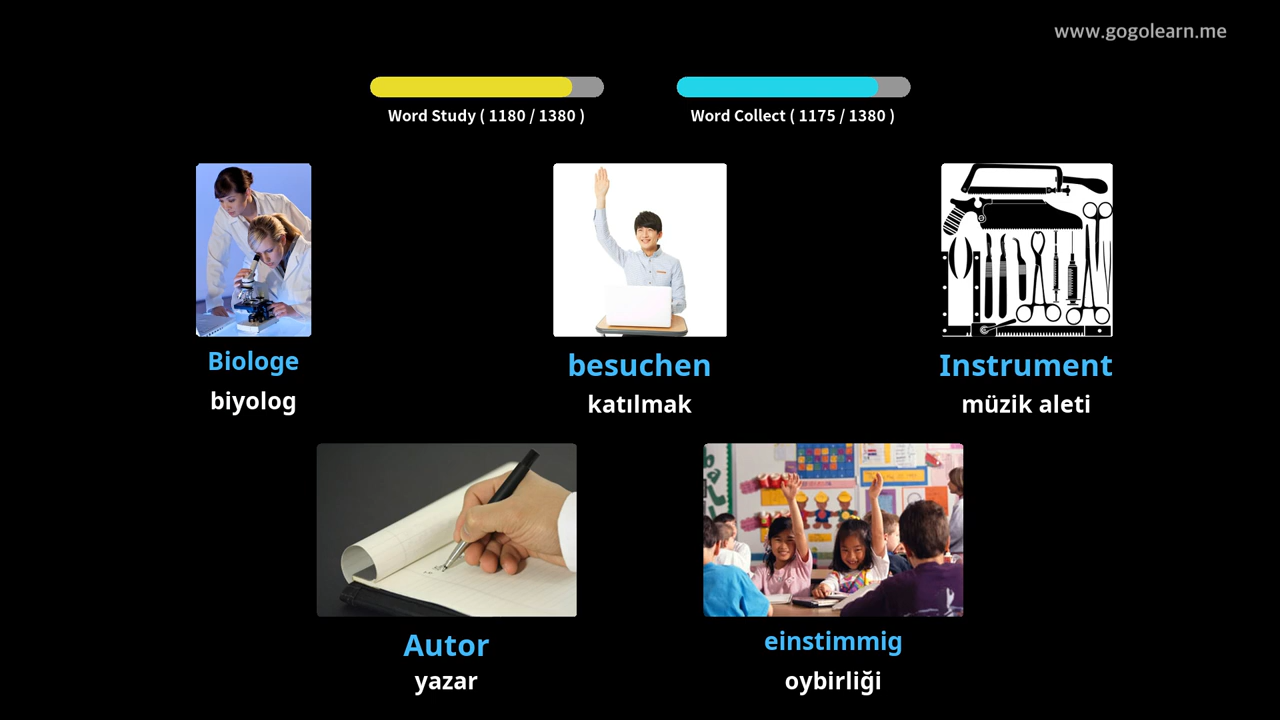 www.gogolearn.me
Word Study ( 1180 / 1380 )
Word Collect ( 1175 / 1380 )
Biologe
biyolog
besuchen
katılmak
Instrument
müzik aleti
Autor
yazar
einstimmig
oybirliği